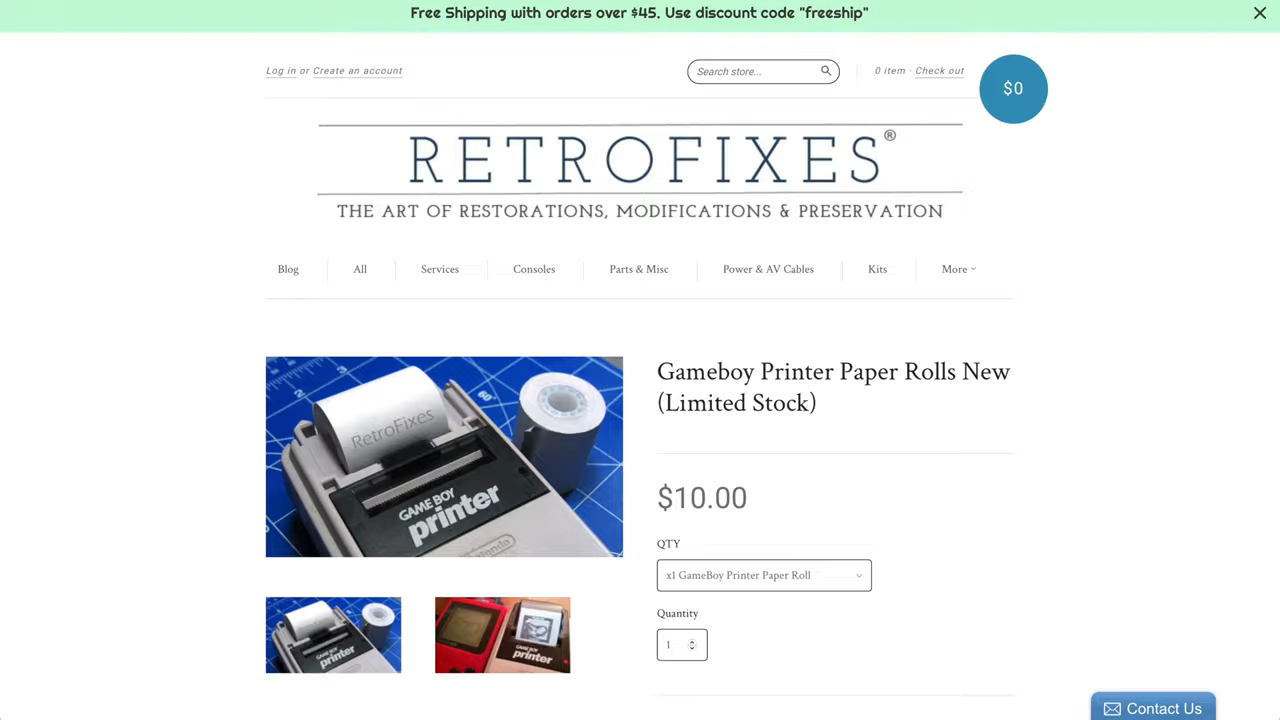 Free Shipping with orders over $45. Use discount code "freeship"
Log in or Create an account
Search store...
0 item · Check out
$0
RETROFIXES®
THE ART OF RESTORATIONS, MODIFICATIONS & PRESERVATION
Blog
All
Services
Consoles
Parts & Misc
Power & AV Cables
Kits
More
RetroFixes
GAME BOY
printer
Nintendo
Gameboy Printer Paper Rolls New
(Limited Stock)
$10.00
QTY
x1 GameBoy Printer Paper Roll
Quantity
1
printer
printer
Contact Us